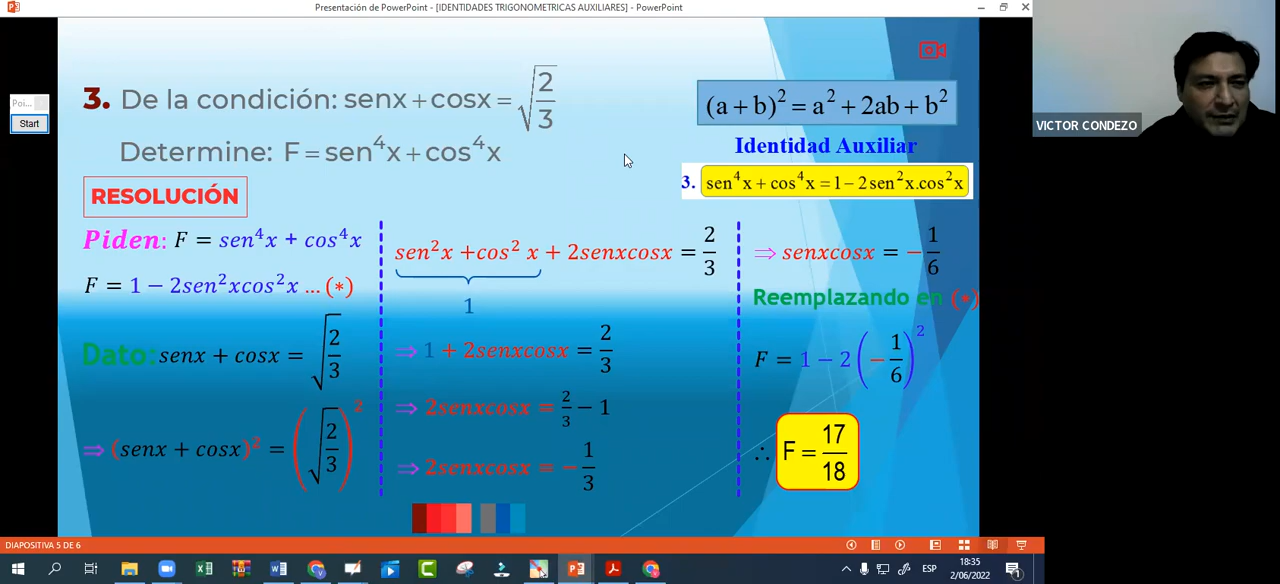 Presentación de PowerPoint - [IDENTIDADES TRIGONOMETRICAS AUXILIARES] - PowerPoint
Poi...
Start
3. De la condición: senx + cosx = √(2/3)
Determine: F = sen⁴x + cos⁴x
(a + b)² = a² + 2ab + b²
Identidad Auxiliar
3. sen⁴x + cos⁴x = 1 − 2sen²x.cos²x
VICTOR CONDEZO
RESOLUCIÓN
Piden: F = sen⁴x + cos⁴x
F = 1 − 2sen²xcos²x ... (*)
Dato: senx + cosx = √(2/3)
⇒ (senx + cosx)² = (√(2/3))²
sen²x + cos² x + 2senxcosx = 2/3
1
⇒ 1 + 2senxcosx = 2/3
⇒ 2senxcosx = 2/3 − 1
⇒ 2senxcosx = − 1/3
⇒ senxcosx = − 1/6
Reemplazando en (*)
F = 1 − 2(− 1/6)²
∴ F = 17/18
DIAPOSITIVA 5 DE 6
ESP
18:35
2/06/2022
1